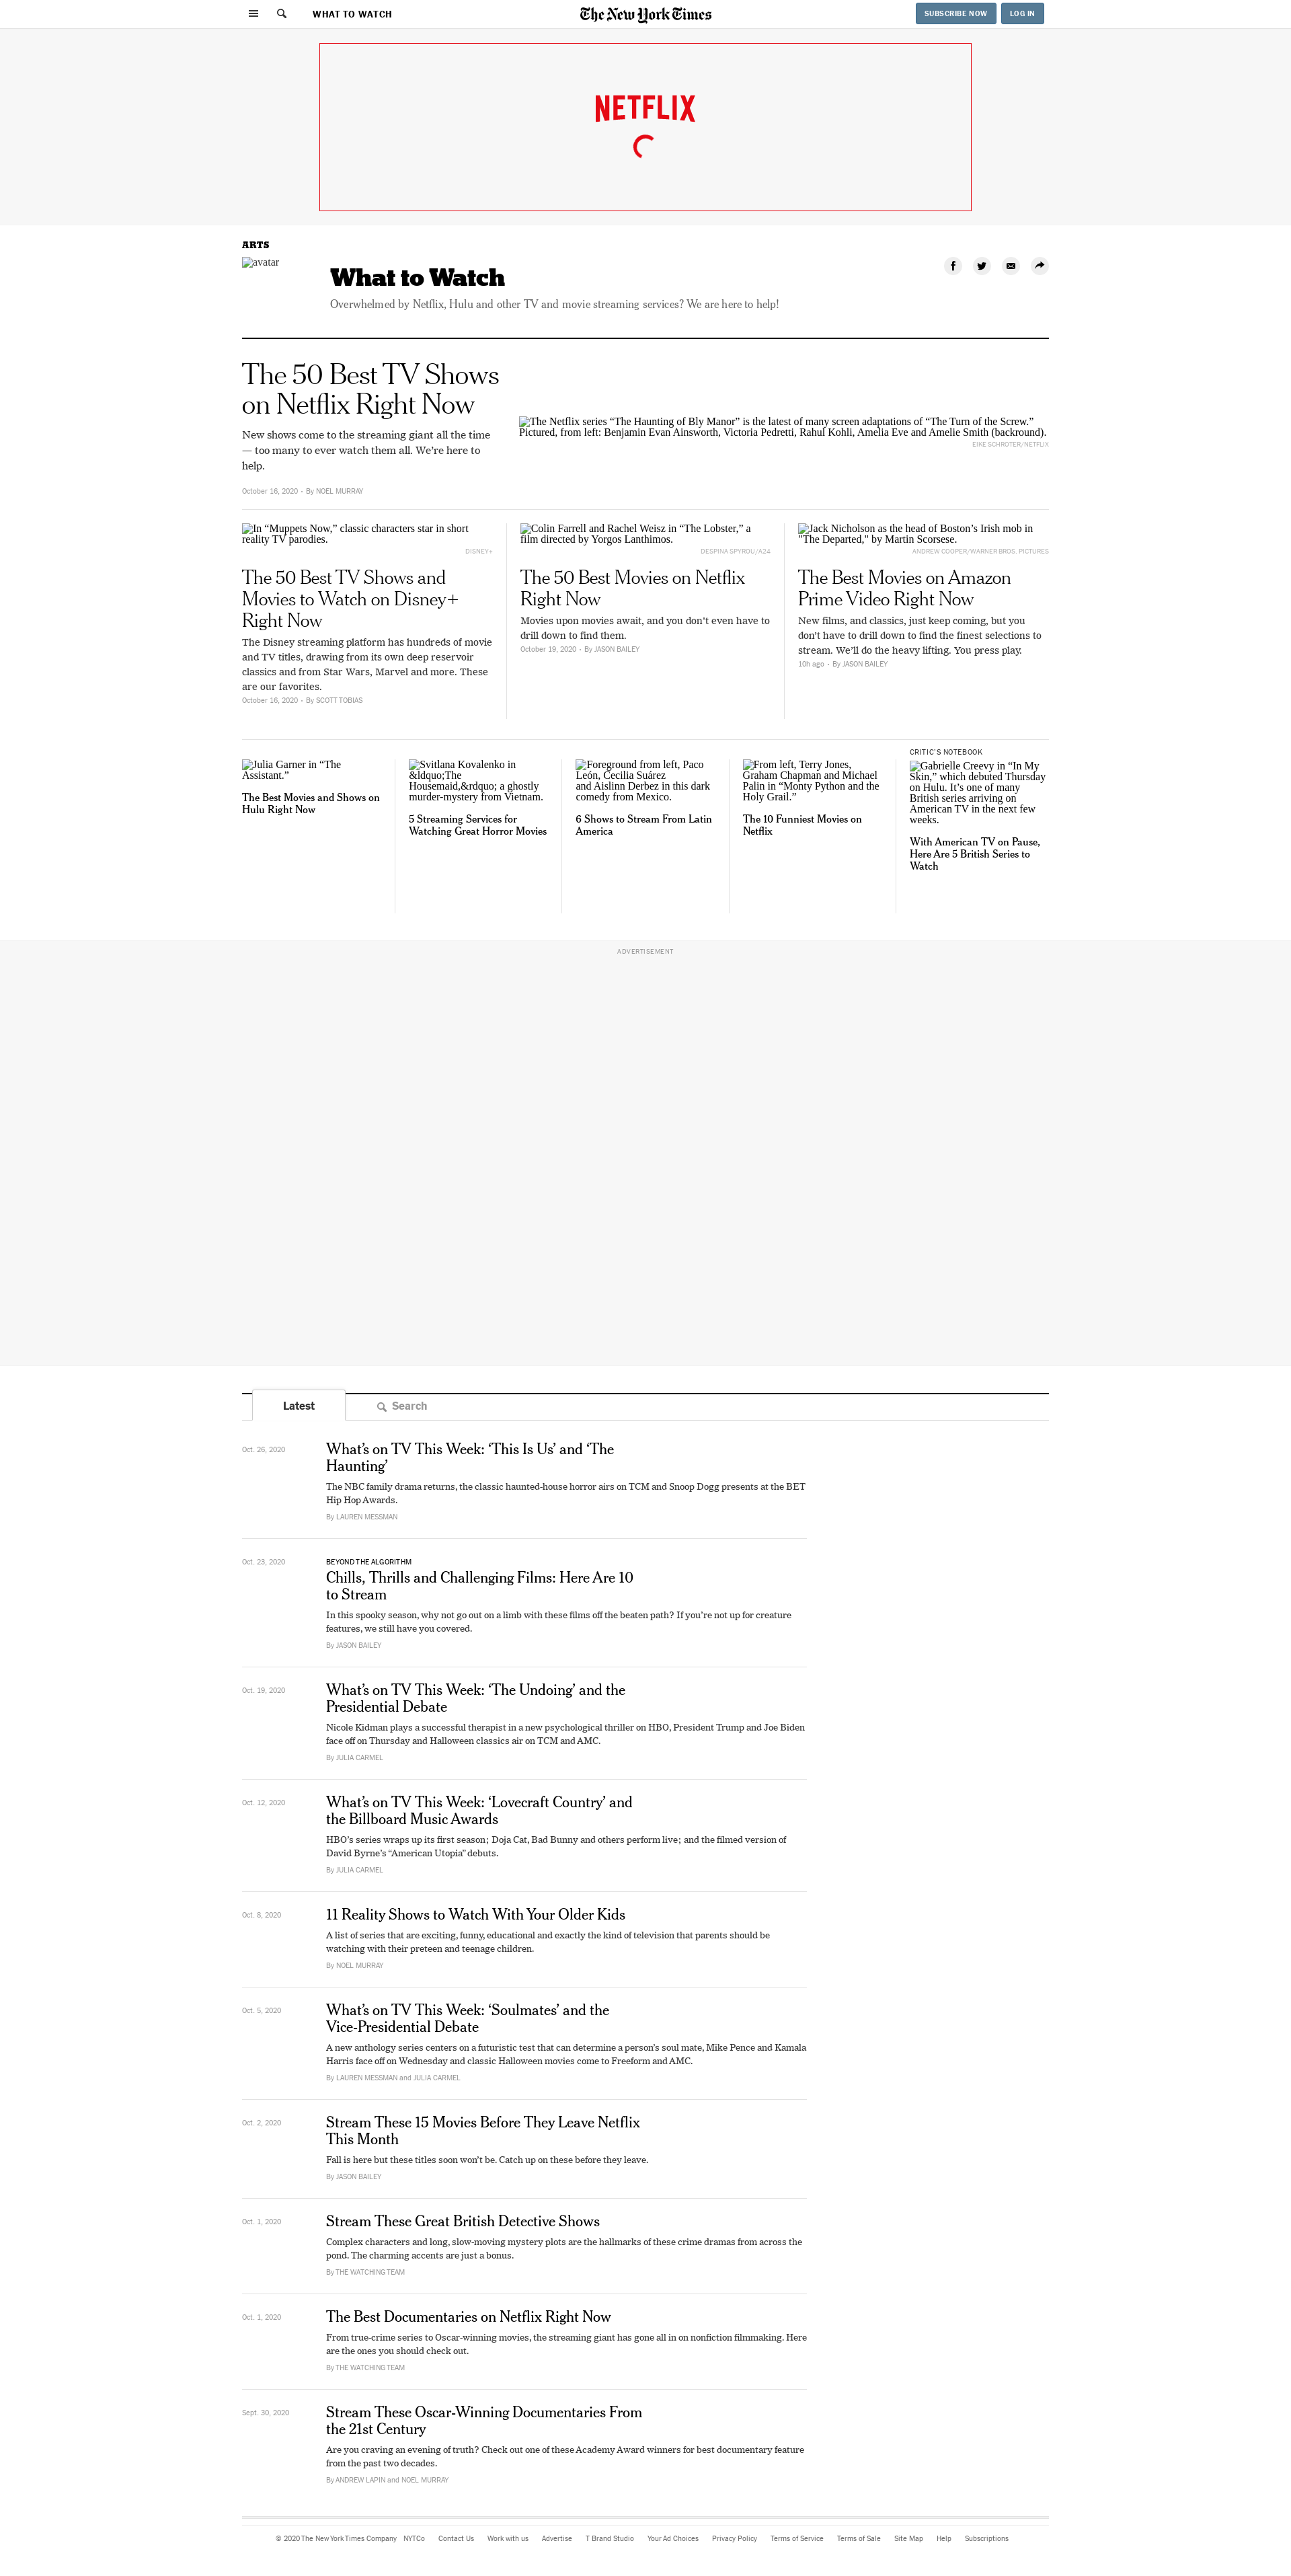 WHAT TO WATCH
The New York Times
SUBSCRIBE NOW
LOG IN
NETFLIX
ARTS
avatar
What to Watch
Overwhelmed by Netflix, Hulu and other TV and movie streaming services? We are here to help!
The 50 Best TV Shows
on Netflix Right Now
New shows come to the streaming giant all the time
— too many to ever watch them all. We’re here to
help.
October 16, 2020 • By NOEL MURRAY
The Netflix series “The Haunting of Bly Manor” is the latest of many screen adaptations of “The Turn of the Screw.”
Pictured, from left: Benjamin Evan Ainsworth, Victoria Pedretti, Rahul Kohli, Amelia Eve and Amelie Smith (backround).
EIKE SCHROTER/NETFLIX
In “Muppets Now,” classic characters star in short
reality TV parodies.
DISNEY+
The 50 Best TV Shows and
Movies to Watch on Disney+
Right Now
The Disney streaming platform has hundreds of movie
and TV titles, drawing from its own deep reservoir
classics and from Star Wars, Marvel and more. These
are our favorites.
October 16, 2020 • By SCOTT TOBIAS
Colin Farrell and Rachel Weisz in “The Lobster,” a
film directed by Yorgos Lanthimos.
DESPINA SPYROU/A24
The 50 Best Movies on Netflix
Right Now
Movies upon movies await, and you don’t even have to
drill down to find them.
October 19, 2020 • By JASON BAILEY
Jack Nicholson as the head of Boston’s Irish mob in
"The Departed," by Martin Scorsese.
ANDREW COOPER/WARNER BROS. PICTURES
The Best Movies on Amazon
Prime Video Right Now
New films, and classics, just keep coming, but you
don’t have to drill down to find the finest selections to
stream. We’ll do the heavy lifting. You press play.
10h ago • By JASON BAILEY
Julia Garner in “The
Assistant.”
The Best Movies and Shows on
Hulu Right Now
Svitlana Kovalenko in
&ldquo;The
Housemaid,&rdquo; a ghostly
murder-mystery from Vietnam.
5 Streaming Services for
Watching Great Horror Movies
Foreground from left, Paco
León, Cecilia Suárez
and Aislinn Derbez in this dark
comedy from Mexico.
6 Shows to Stream From Latin
America
From left, Terry Jones,
Graham Chapman and Michael
Palin in “Monty Python and the
Holy Grail.”
The 10 Funniest Movies on
Netflix
CRITIC’S NOTEBOOK
Gabrielle Creevy in “In My
Skin,” which debuted Thursday
on Hulu. It’s one of many
British series arriving on
American TV in the next few
weeks.
With American TV on Pause,
Here Are 5 British Series to
Watch
ADVERTISEMENT
Latest
Search
Oct. 26, 2020
What’s on TV This Week: ‘This Is Us’ and ‘The
Haunting’
The NBC family drama returns, the classic haunted-house horror airs on TCM and Snoop Dogg presents at the BET
Hip Hop Awards.
By LAUREN MESSMAN
Oct. 23, 2020
BEYOND THE ALGORITHM
Chills, Thrills and Challenging Films: Here Are 10
to Stream
In this spooky season, why not go out on a limb with these films off the beaten path? If you’re not up for creature
features, we still have you covered.
By JASON BAILEY
Oct. 19, 2020
What’s on TV This Week: ‘The Undoing’ and the
Presidential Debate
Nicole Kidman plays a successful therapist in a new psychological thriller on HBO, President Trump and Joe Biden
face off on Thursday and Halloween classics air on TCM and AMC.
By JULIA CARMEL
Oct. 12, 2020
What’s on TV This Week: ‘Lovecraft Country’ and
the Billboard Music Awards
HBO’s series wraps up its first season; Doja Cat, Bad Bunny and others perform live; and the filmed version of
David Byrne’s “American Utopia” debuts.
By JULIA CARMEL
Oct. 8, 2020
11 Reality Shows to Watch With Your Older Kids
A list of series that are exciting, funny, educational and exactly the kind of television that parents should be
watching with their preteen and teenage children.
By NOEL MURRAY
Oct. 5, 2020
What’s on TV This Week: ‘Soulmates’ and the
Vice-Presidential Debate
A new anthology series centers on a futuristic test that can determine a person’s soul mate, Mike Pence and Kamala
Harris face off on Wednesday and classic Halloween movies come to Freeform and AMC.
By LAUREN MESSMAN and JULIA CARMEL
Oct. 2, 2020
Stream These 15 Movies Before They Leave Netflix
This Month
Fall is here but these titles soon won’t be. Catch up on these before they leave.
By JASON BAILEY
Oct. 1, 2020
Stream These Great British Detective Shows
Complex characters and long, slow-moving mystery plots are the hallmarks of these crime dramas from across the
pond. The charming accents are just a bonus.
By THE WATCHING TEAM
Oct. 1, 2020
The Best Documentaries on Netflix Right Now
From true-crime series to Oscar-winning movies, the streaming giant has gone all in on nonfiction filmmaking. Here
are the ones you should check out.
By THE WATCHING TEAM
Sept. 30, 2020
Stream These Oscar-Winning Documentaries From
the 21st Century
Are you craving an evening of truth? Check out one of these Academy Award winners for best documentary feature
from the past two decades.
By ANDREW LAPIN and NOEL MURRAY
© 2020 The New York Times Company NYTCo Contact Us Work with us Advertise T Brand Studio Your Ad Choices Privacy Policy Terms of Service Terms of Sale Site Map Help Subscriptions